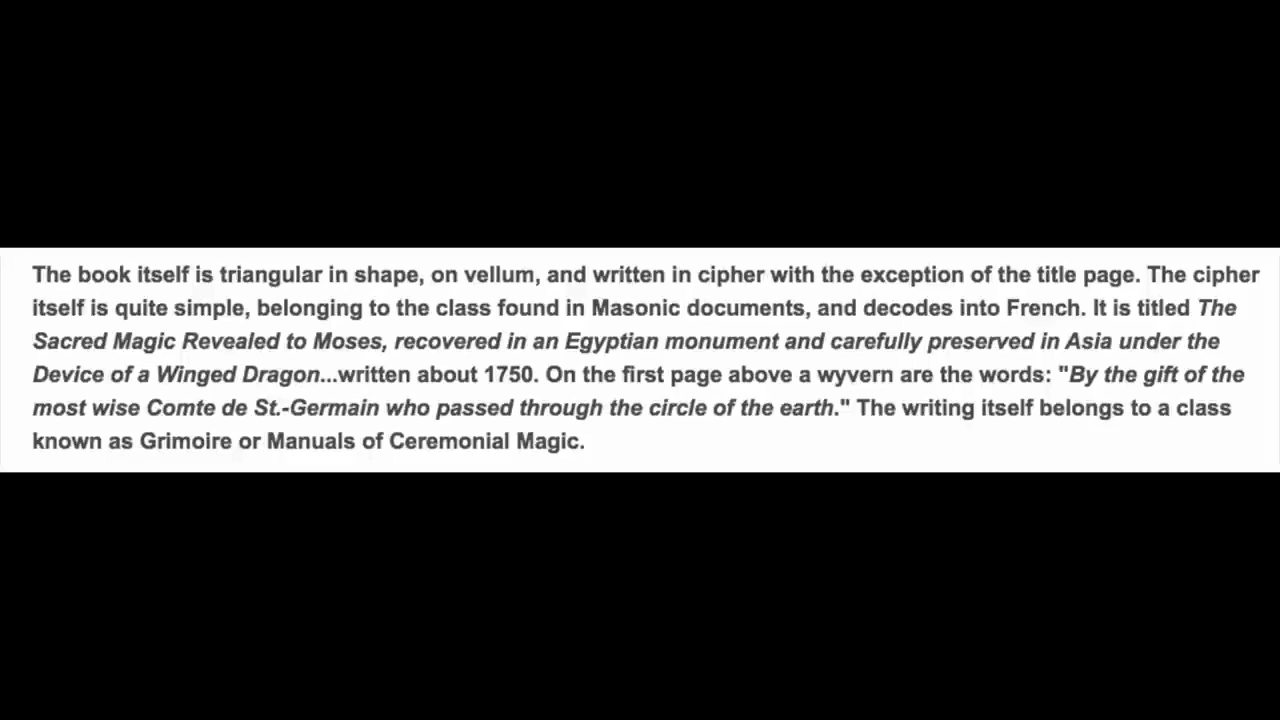 The book itself is triangular in shape, on vellum, and written in cipher with the exception of the title page. The cipher
itself is quite simple, belonging to the class found in Masonic documents, and decodes into French. It is titled The
Sacred Magic Revealed to Moses, recovered in an Egyptian monument and carefully preserved in Asia under the
Device of a Winged Dragon...written about 1750. On the first page above a wyvern are the words: "By the gift of the
most wise Comte de St.-Germain who passed through the circle of the earth." The writing itself belongs to a class
known as Grimoire or Manuals of Ceremonial Magic.